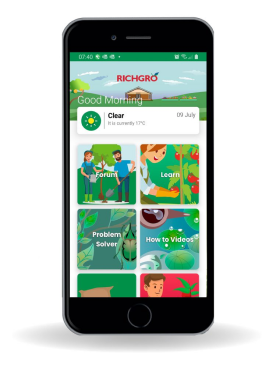 07:40
RICHGRO
Good Morning
Clear
09 July
It is currently 17°C
Forum
Learn
Problem
Solver
How to Videos